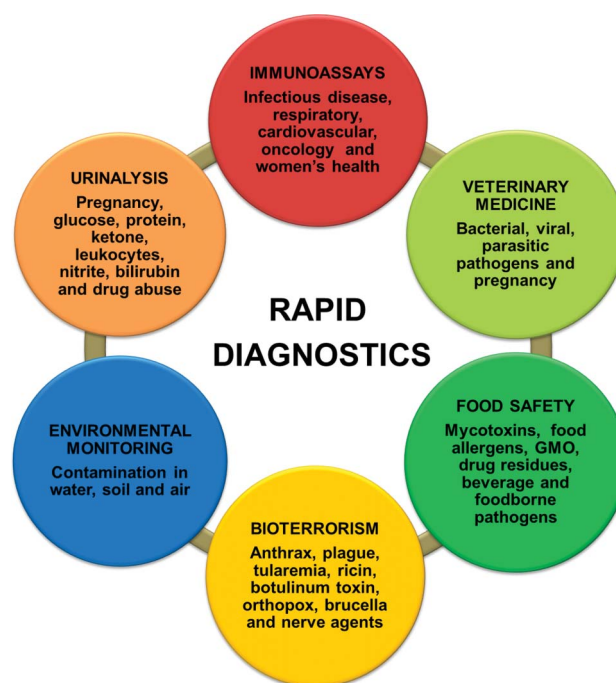 IMMUNOASSAYS
Infectious disease,
respiratory,
cardiovascular,
oncology and
women's health
URINALYSIS
Pregnancy,
glucose, protein,
ketone,
leukocytes,
nitrite, bilirubin
and drug abuse
VETERINARY
MEDICINE
Bacterial, viral,
parasitic
pathogens and
pregnancy
RAPID
DIAGNOSTICS
ENVIRONMENTAL
MONITORING
Contamination in
water, soil and air
FOOD SAFETY
Mycotoxins, food
allergens, GMO,
drug residues,
beverage and
foodborne
pathogens
BIOTERRORISM
Anthrax, plague,
tularemia, ricin,
botulinum toxin,
orthopox, brucella
and nerve agents